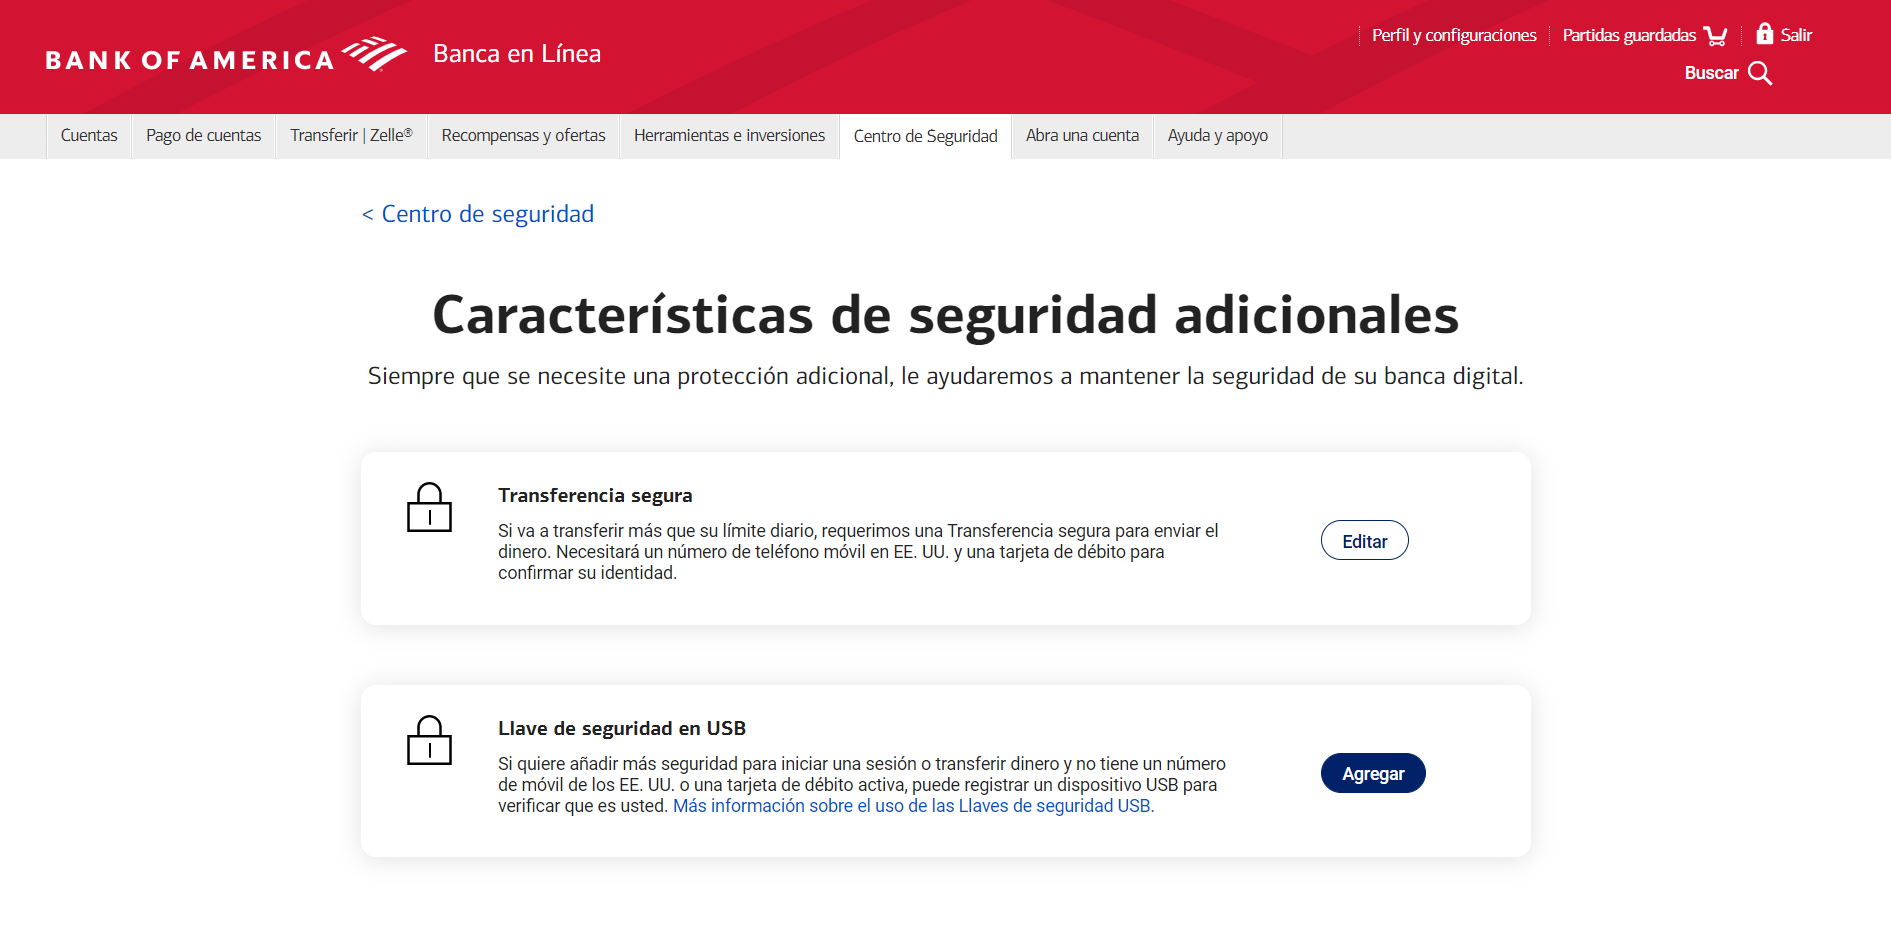 BANK OF AMERICA Banca en Línea
Perfil y configuraciones Partidas guardadas Salir
Buscar
Cuentas Pago de cuentas Transferir | Zelle® Recompensas y ofertas Herramientas e inversiones Centro de Seguridad Abra una cuenta Ayuda y apoyo
< Centro de seguridad
Características de seguridad adicionales
Siempre que se necesite una protección adicional, le ayudaremos a mantener la seguridad de su banca digital.
Transferencia segura
Si va a transferir más que su límite diario, requerimos una Transferencia segura para enviar el
dinero. Necesitará un número de teléfono móvil en EE. UU. y una tarjeta de débito para
confirmar su identidad.
Editar
Llave de seguridad en USB
Si quiere añadir más seguridad para iniciar una sesión o transferir dinero y no tiene un número
de móvil de los EE. UU. o una tarjeta de débito activa, puede registrar un dispositivo USB para
verificar que es usted. Más información sobre el uso de las Llaves de seguridad USB.
Agregar